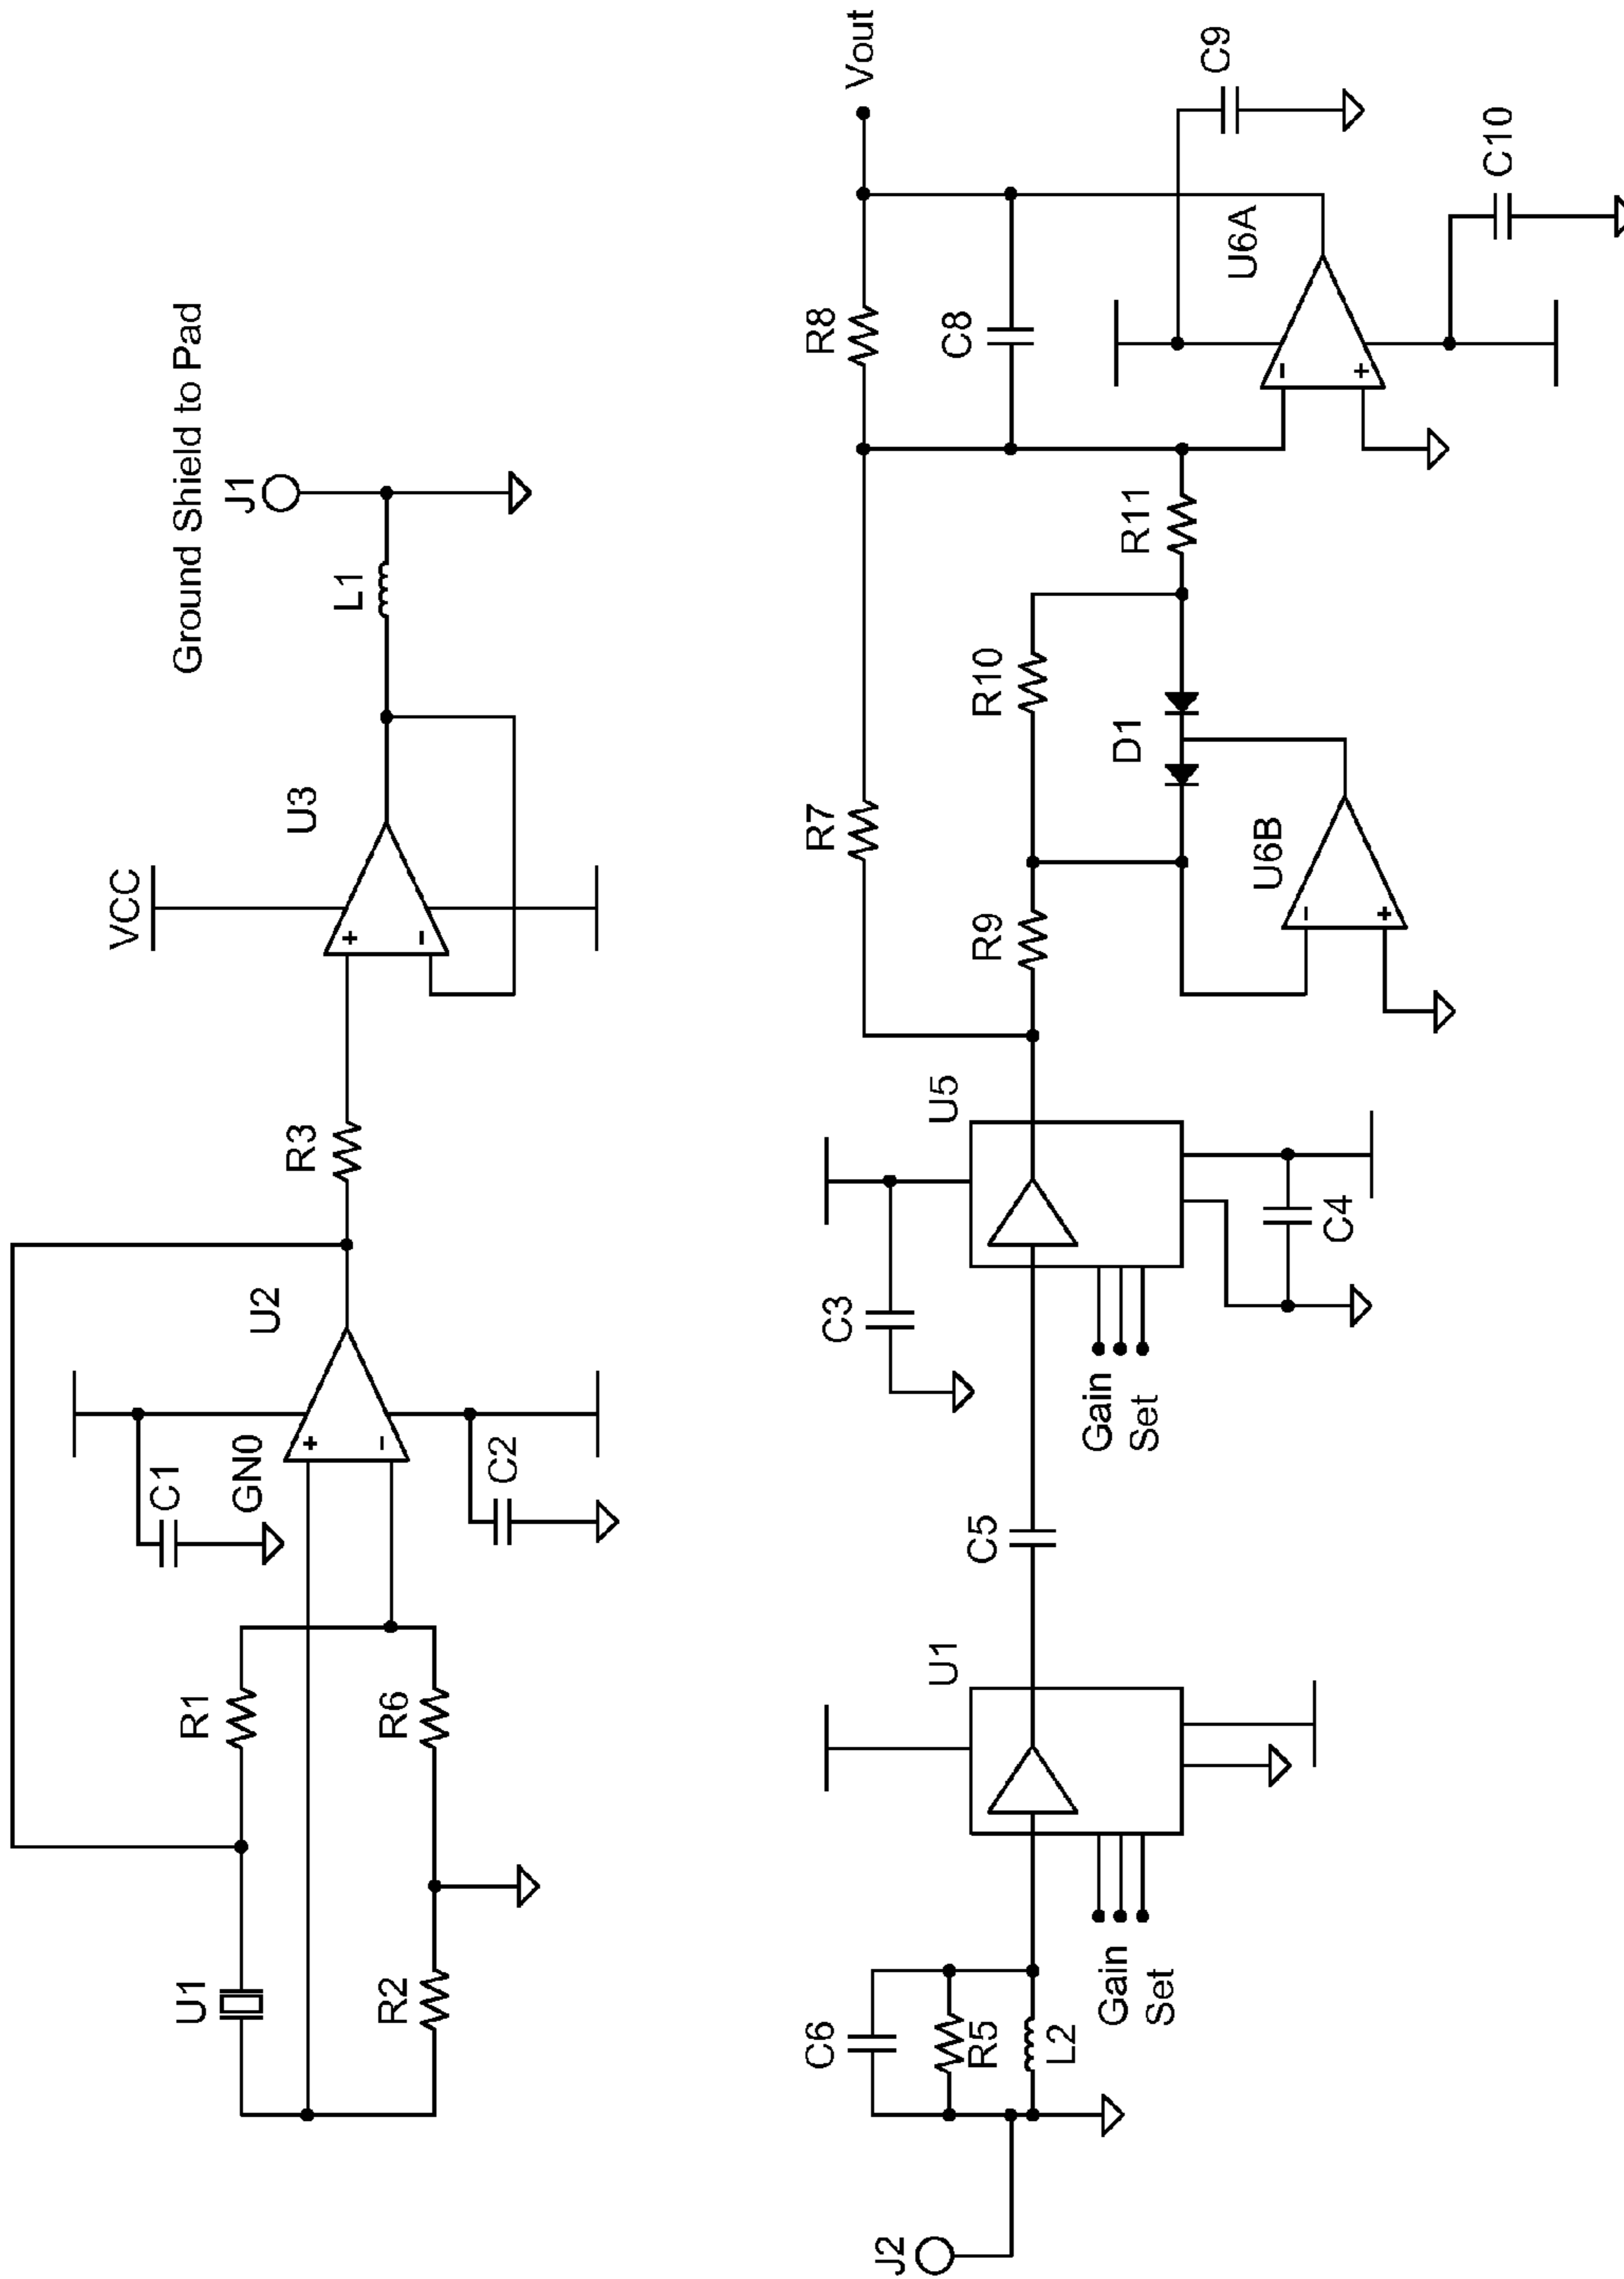 Ground Shield to Pad
VCC
U3
J1
L1
R3
U2
C1
GN0
C2
R1
U1
R6
R2
Vout
R8
C9
C8
U6A
C10
R7
R10
R11
D1
R9
U6B
U5
C3
C4
Gain
Set
C5
U1
Gain
Set
C6
R5
L2
J2